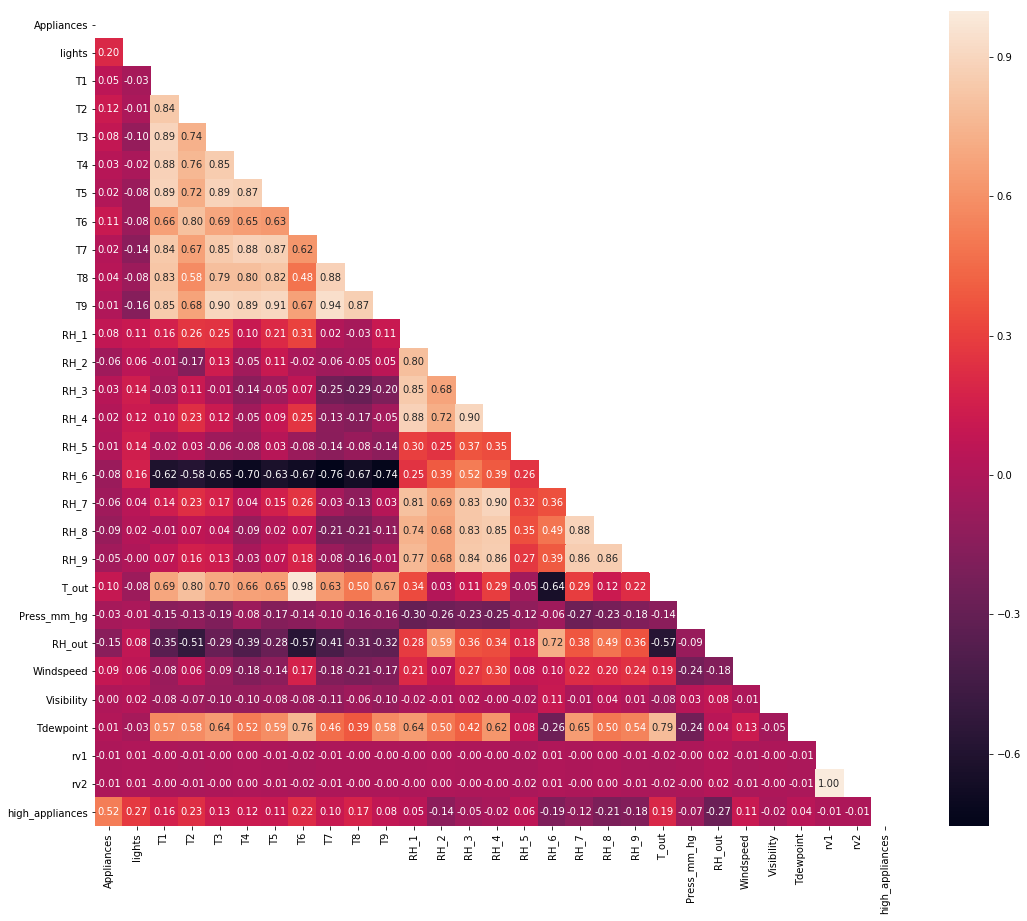 Appliances
lights 0.20
T1 0.05 -0.03
T2 0.12 -0.01 0.84
T3 0.08 -0.10 0.89 0.74
T4 0.03 -0.02 0.88 0.76 0.85
T5 0.02 -0.08 0.89 0.72 0.89 0.87
T6 0.11 -0.08 0.66 0.80 0.69 0.65 0.63
T7 0.02 -0.14 0.84 0.67 0.85 0.88 0.87 0.62
T8 0.04 -0.08 0.83 0.58 0.79 0.80 0.82 0.48 0.88
T9 0.01 -0.16 0.85 0.68 0.90 0.89 0.91 0.67 0.94 0.87
RH_1 0.08 0.11 0.16 0.26 0.25 0.10 0.21 0.31 0.02 -0.03 0.11
RH_2 -0.06 0.06 -0.01 -0.17 0.13 -0.05 0.11 -0.02 -0.06 -0.05 0.05 0.80
RH_3 0.03 0.14 -0.03 0.11 -0.01 -0.14 -0.05 0.07 -0.25 -0.29 -0.20 0.85 0.68
RH_4 0.02 0.12 0.10 0.23 0.12 -0.05 0.09 0.25 -0.13 -0.17 -0.05 0.88 0.72 0.90
RH_5 0.01 0.14 -0.02 0.03 -0.06 -0.08 0.03 -0.08 -0.14 -0.08 -0.14 0.30 0.25 0.37 0.35
RH_6 -0.08 0.16 -0.62 -0.58 -0.65 -0.70 -0.63 -0.67 -0.76 -0.67 -0.74 0.25 0.39 0.52 0.39 0.26
RH_7 -0.06 0.04 0.14 0.23 0.17 0.04 0.15 0.26 -0.03 -0.13 0.03 0.81 0.69 0.83 0.90 0.32 0.36
RH_8 -0.09 0.02 -0.01 0.07 0.04 -0.09 0.02 0.07 -0.21 -0.21 -0.11 0.74 0.68 0.83 0.85 0.35 0.49 0.88
RH_9 -0.05 -0.00 0.07 0.16 0.13 -0.03 0.07 0.18 -0.08 -0.16 -0.01 0.77 0.68 0.84 0.86 0.27 0.39 0.86 0.86
T_out 0.10 -0.08 0.69 0.80 0.70 0.66 0.65 0.98 0.63 0.50 0.67 0.34 0.03 0.11 0.29 -0.05 -0.64 0.29 0.12 0.22
Press_mm_hg -0.03 -0.01 -0.15 -0.13 -0.19 -0.08 -0.17 -0.14 -0.10 -0.16 -0.16 -0.30 -0.26 -0.23 -0.25 -0.12 -0.06 -0.27 -0.23 -0.18 -0.14
RH_out -0.15 0.08 -0.35 -0.51 -0.29 -0.39 -0.28 -0.57 -0.41 -0.31 -0.32 0.28 0.59 0.36 0.34 0.18 0.72 0.38 0.49 0.36 -0.57 -0.09
Windspeed 0.09 0.06 -0.08 0.06 -0.09 -0.18 -0.14 0.17 -0.18 -0.21 -0.17 0.21 0.07 0.27 0.30 0.08 0.10 0.22 0.20 0.24 0.19 -0.24 -0.18
Visibility 0.00 0.02 -0.08 -0.07 -0.10 -0.10 -0.08 -0.08 -0.11 -0.06 -0.10 -0.02 -0.01 0.02 -0.00 -0.02 0.11 -0.01 0.04 0.01 -0.08 0.03 0.08 -0.01
Tdewpoint 0.01 -0.03 0.57 0.58 0.64 0.52 0.59 0.76 0.46 0.39 0.58 0.64 0.50 0.42 0.62 0.08 -0.26 0.65 0.50 0.54 0.79 -0.24 0.04 0.13 -0.05
rv1 -0.01 0.01 -0.00 -0.01 -0.00 -0.00 -0.01 -0.01 -0.00 -0.00 -0.00 -0.00 0.00 -0.00 -0.00 -0.02 0.01 -0.00 -0.00 -0.01 -0.02 0.01 0.02 -0.01 -0.00 -0.01
rv2 -0.01 0.01 -0.00 -0.01 -0.00 -0.00 -0.01 -0.01 -0.00 -0.00 -0.00 -0.00 0.00 -0.00 -0.00 -0.02 0.01 -0.00 -0.00 -0.01 -0.02 0.01 0.02 -0.01 -0.00 -0.01 1.00
high_appliances 0.52 0.27 0.16 0.23 0.13 0.12 0.11 0.22 0.10 0.17 0.08 0.05 -0.14 -0.05 -0.02 0.06 -0.19 -0.12 -0.21 -0.18 0.19 -0.07 -0.27 0.11 -0.02 0.04 -0.01 -0.01
Appliances lights T1 T2 T3 T4 T5 T6 T7 T8 T9 RH_1 RH_2 RH_3 RH_4 RH_5 RH_6 RH_7 RH_8 RH_9 T_out Press_mm_hg RH_out Windspeed Visibility Tdewpoint rv1 rv2 high_appliances
0.9
0.6
0.3
0.0
−0.3
−0.6